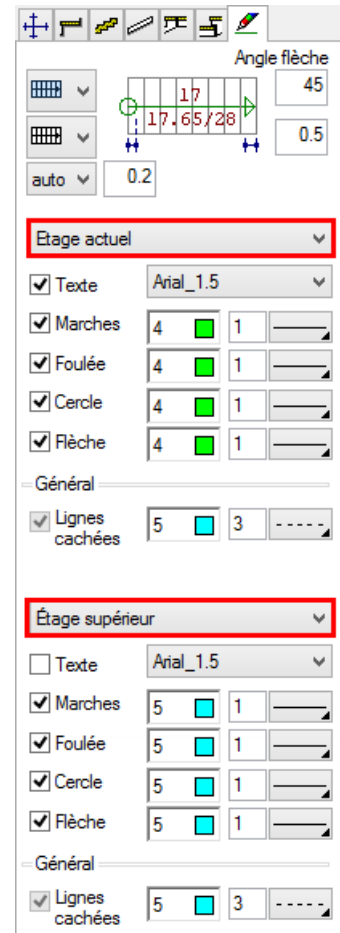 Angle flèche
45
17
17.65/28
0.5
auto 0.2
Etage actuel
Texte Arial_1.5
Marches 4 1
Foulée 4 1
Cercle 4 1
Flèche 4 1
Général
Lignes 5 3
cachées
Étage supérieur
Texte Arial_1.5
Marches 5 1
Foulée 5 1
Cercle 5 1
Flèche 5 1
Général
Lignes 5 3
cachées